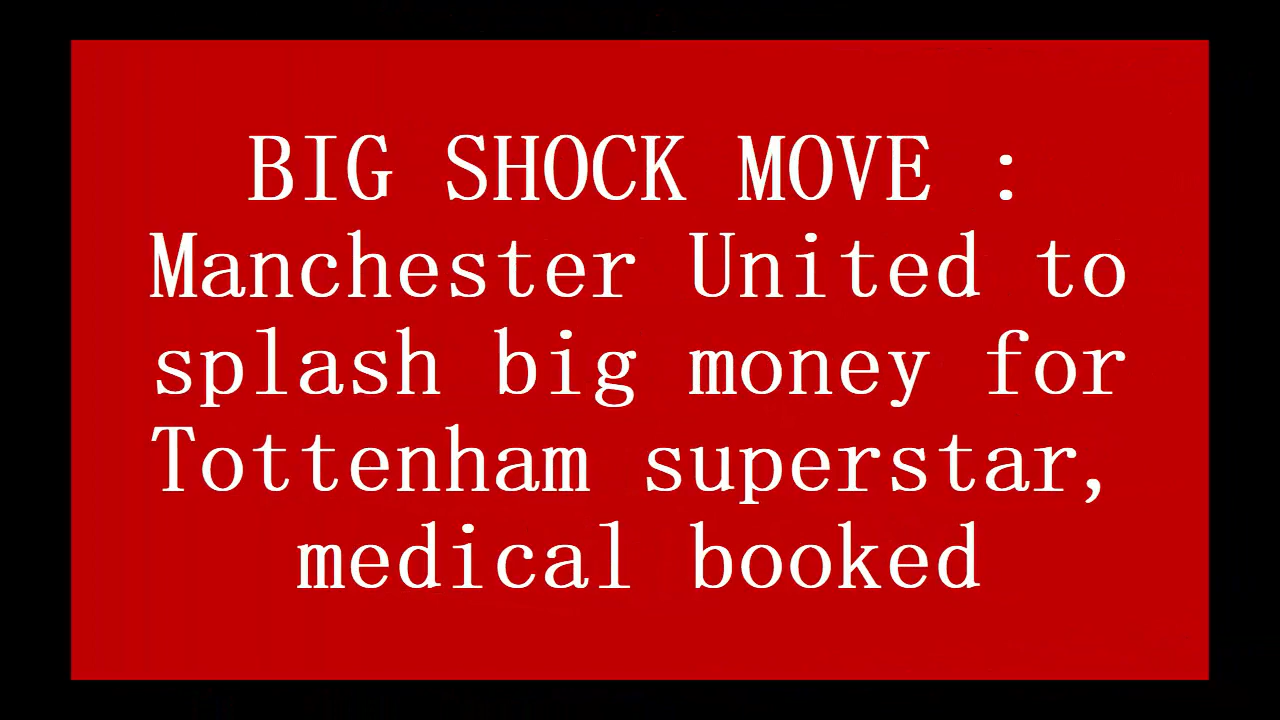 BIG SHOCK MOVE :
Manchester United to
splash big money for
Tottenham superstar,
medical booked